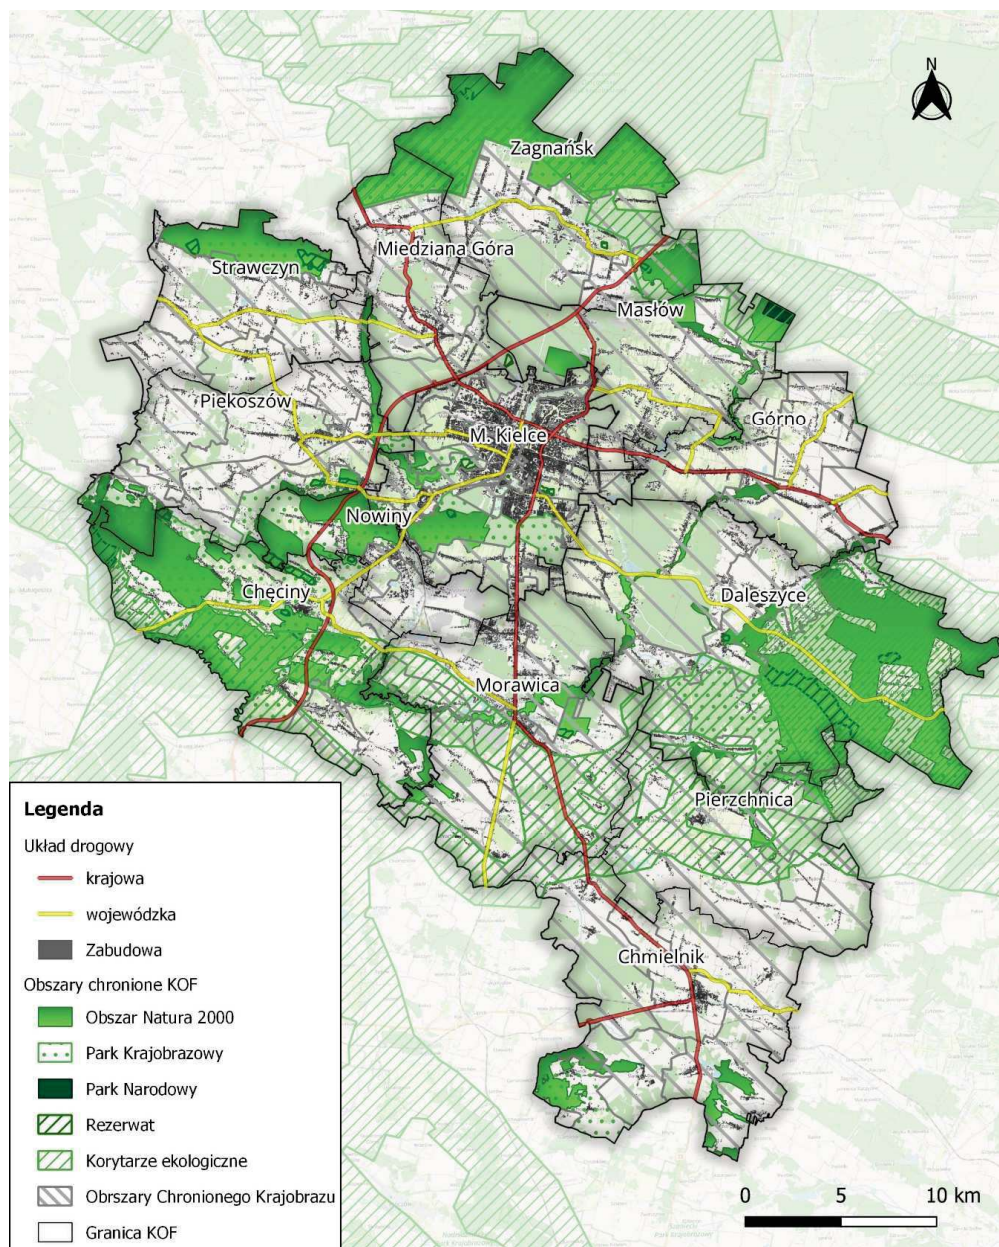 N
Zagnańsk
Miedziana Góra
Strawczyn
Masłów
Piekoszów
Górno
M. Kielce
Nowiny
Chęciny
Daleszyce
Morawica
Pierzchnica
Chmielnik
Legenda
Układ drogowy
krajowa
wojewódzka
Zabudowa
Obszary chronione KOF
Obszar Natura 2000
Park Krajobrazowy
Park Narodowy
Rezerwat
Korytarze ekologiczne
Obrszary Chronionego Krajobrazu
Granica KOF
0 5 10 km